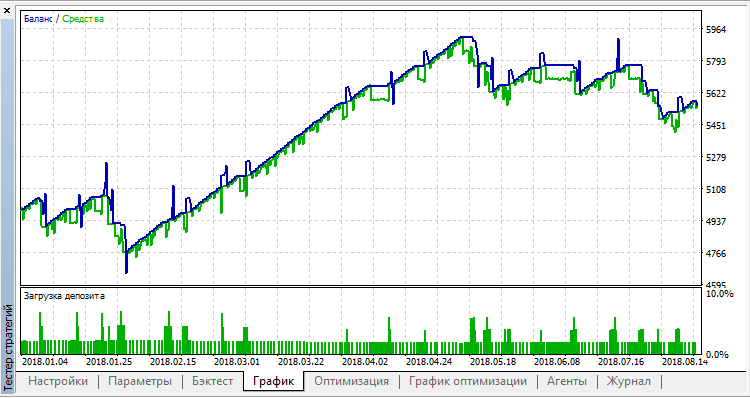 Баланс / Средства
5964
5793
5622
5451
5279
5108
4937
4766
4595
Загрузка депозита
10.0%
0.0%
2018.01.04 2018.01.25 2018.02.15 2018.03.01 2018.03.22 2018.04.02 2018.04.24 2018.05.18 2018.06.08 2018.07.16 2018.08.14
Тестер стратегий
Настройки Параметры Бэктест График Оптимизация График оптимизации Агенты Журнал